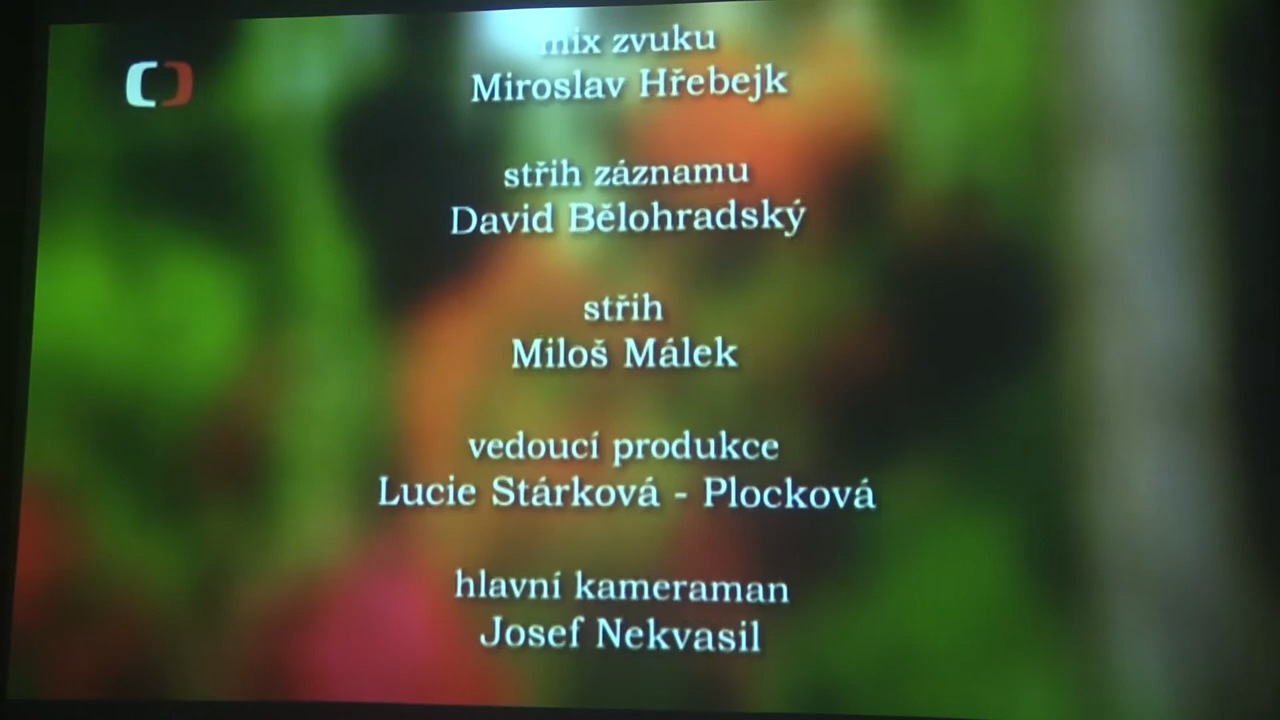 mix zvuku
Miroslav Hřebejk
střih záznamu
David Bělohradský
střih
Miloš Málek
vedoucí produkce
Lucie Stárková - Plocková
hlavní kameraman
Josef Nekvasil